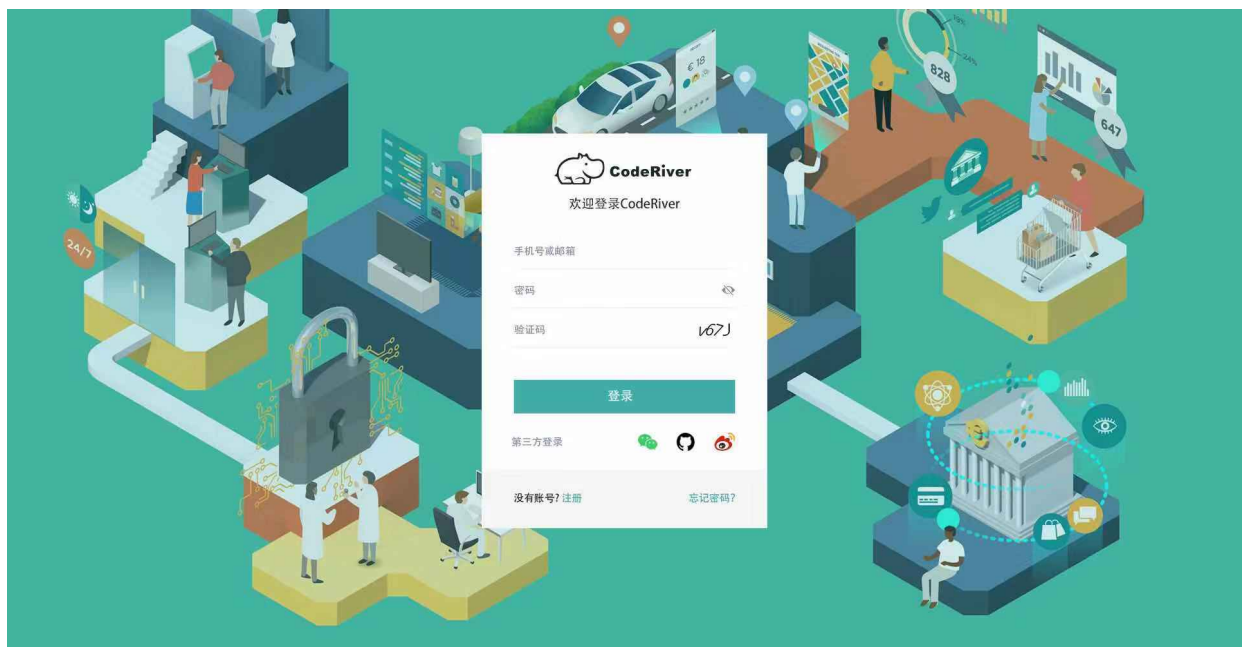 19%
24%
828
647
€ 18
24/7
CodeRiver
欢迎登录CodeRiver
手机号或邮箱
密码
验证码
v67J
登录
第三方登录
没有账号? 注册
忘记密码?